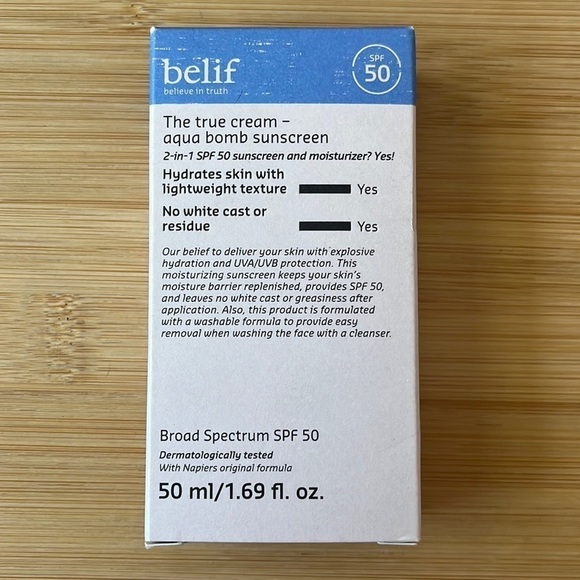 belif
believe in truth
SPF
50
The true cream –
aqua bomb sunscreen
2-in-1 SPF 50 sunscreen and moisturizer? Yes!
Hydrates skin with
lightweight texture Yes
No white cast or
residue Yes
Our belief to deliver your skin with explosive
hydration and UVA/UVB protection. This
moisturizing sunscreen keeps your skin's
moisture barrier replenished, provides SPF 50,
and leaves no white cast or greasiness after
application. Also, this product is formulated
with a washable formula to provide easy
removal when washing the face with a cleanser.
Broad Spectrum SPF 50
Dermatologically tested
With Napiers original formula
50 ml/1.69 fl. oz.